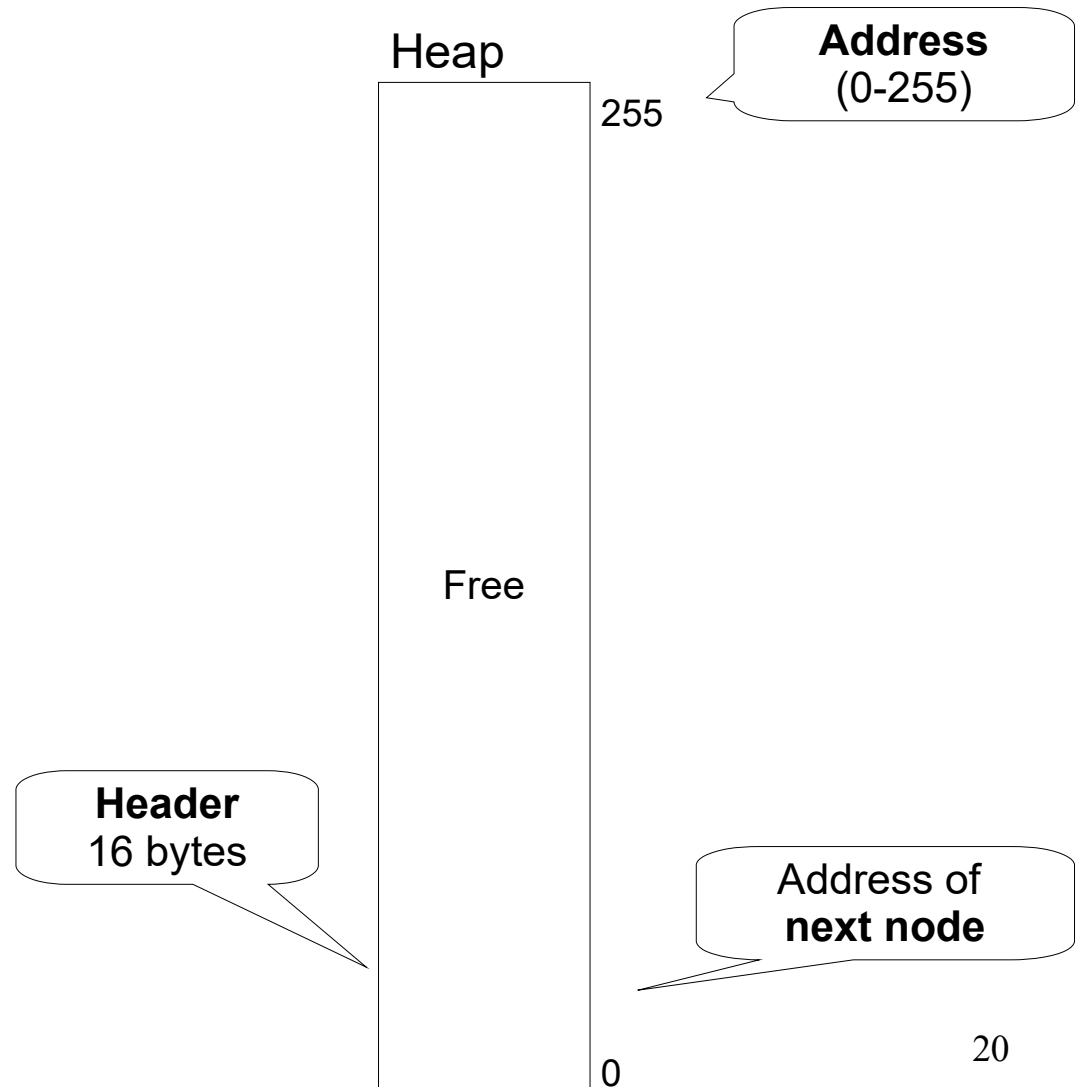 Heap
Address
(0-255)
255
Free
Header
16 bytes
Address of
next node
0
20